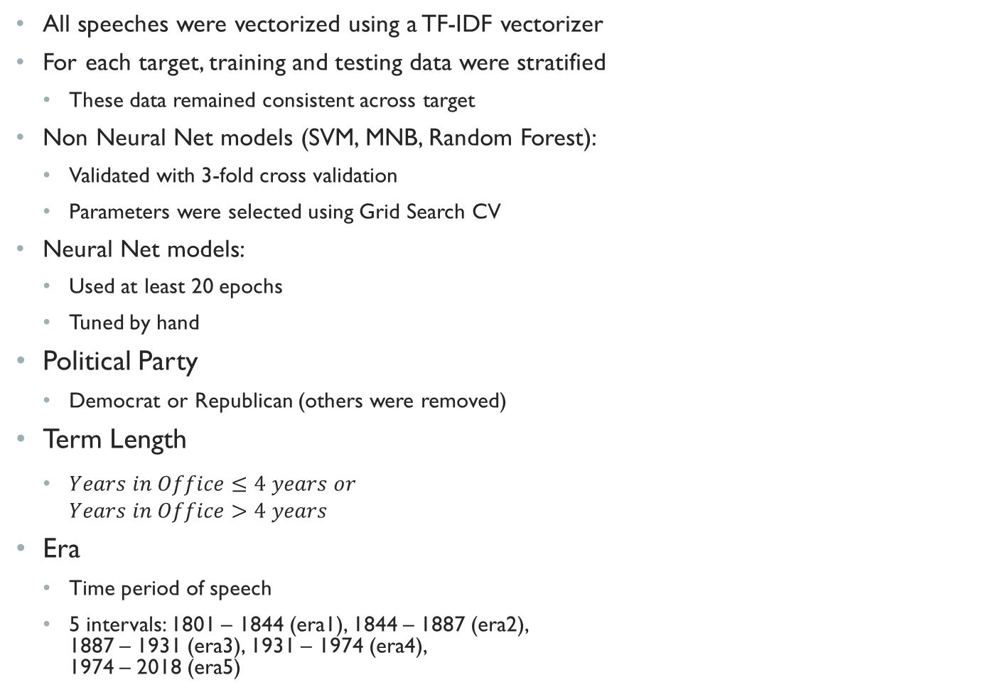 • All speeches were vectorized using a TF-IDF vectorizer
• For each target, training and testing data were stratified
• These data remained consistent across target
• Non Neural Net models (SVM, MNB, Random Forest):
• Validated with 3-fold cross validation
• Parameters were selected using Grid Search CV
• Neural Net models:
• Used at least 20 epochs
• Tuned by hand
• Political Party
• Democrat or Republican (others were removed)
• Term Length
• Years in Office ≤ 4 years or
Years in Office > 4 years
• Era
• Time period of speech
• 5 intervals: 1801 – 1844 (era1), 1844 – 1887 (era2),
1887 – 1931 (era3), 1931 – 1974 (era4),
1974 – 2018 (era5)